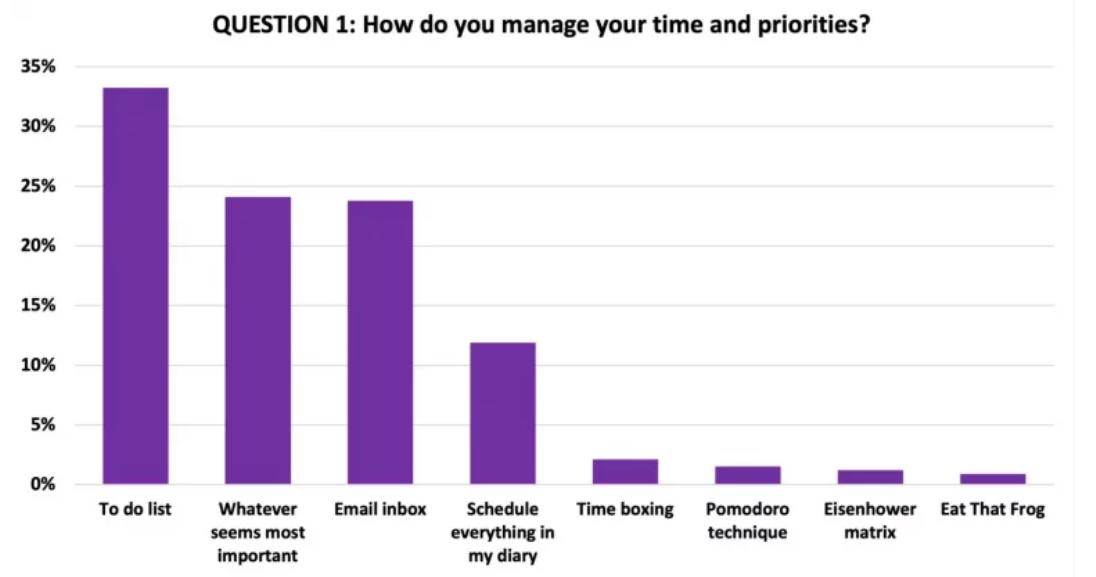 QUESTION 1: How do you manage your time and priorities?
35%
30%
25%
20%
15%
10%
5%
0%
To do list
Whatever
seems most
important
Email inbox
Schedule
everything in
my diary
Time boxing
Pomodoro
technique
Eisenhower
matrix
Eat That Frog